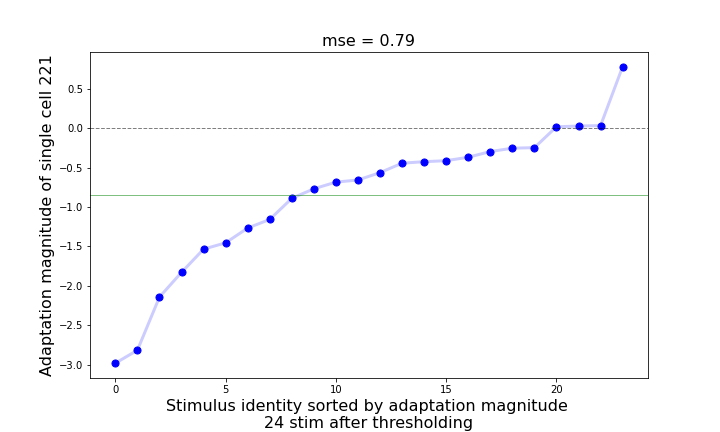 mse = 0.79
Adaptation magnitude of single cell 221
0.5
0.0
−0.5
−1.0
−1.5
−2.0
−2.5
−3.0
0 5 10 15 20
Stimulus identity sorted by adaptation magnitude
24 stim after thresholding